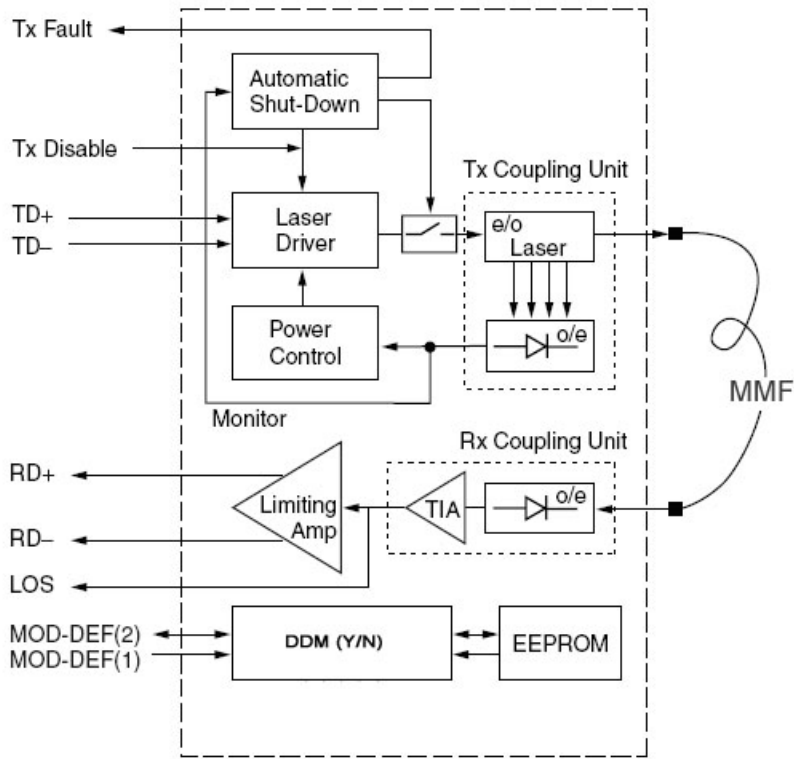 Tx Fault
Automatic
Shut-Down
Tx Disable
Tx Coupling Unit
TD+
TD–
Laser
Driver
e/o
Laser
Power
Control
o/e
MMF
Monitor
Rx Coupling Unit
RD+
RD–
LOS
Limiting
Amp
TIA
o/e
MOD-DEF(2)
MOD-DEF(1)
DDM (Y/N)
EEPROM